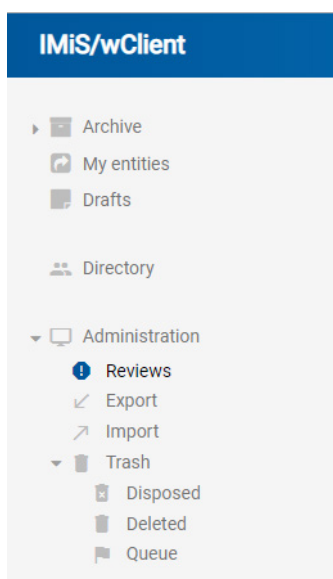 IMiS/wClient
Archive
My entities
Drafts
Directory
Administration
Reviews
Export
Import
Trash
Disposed
Deleted
Queue